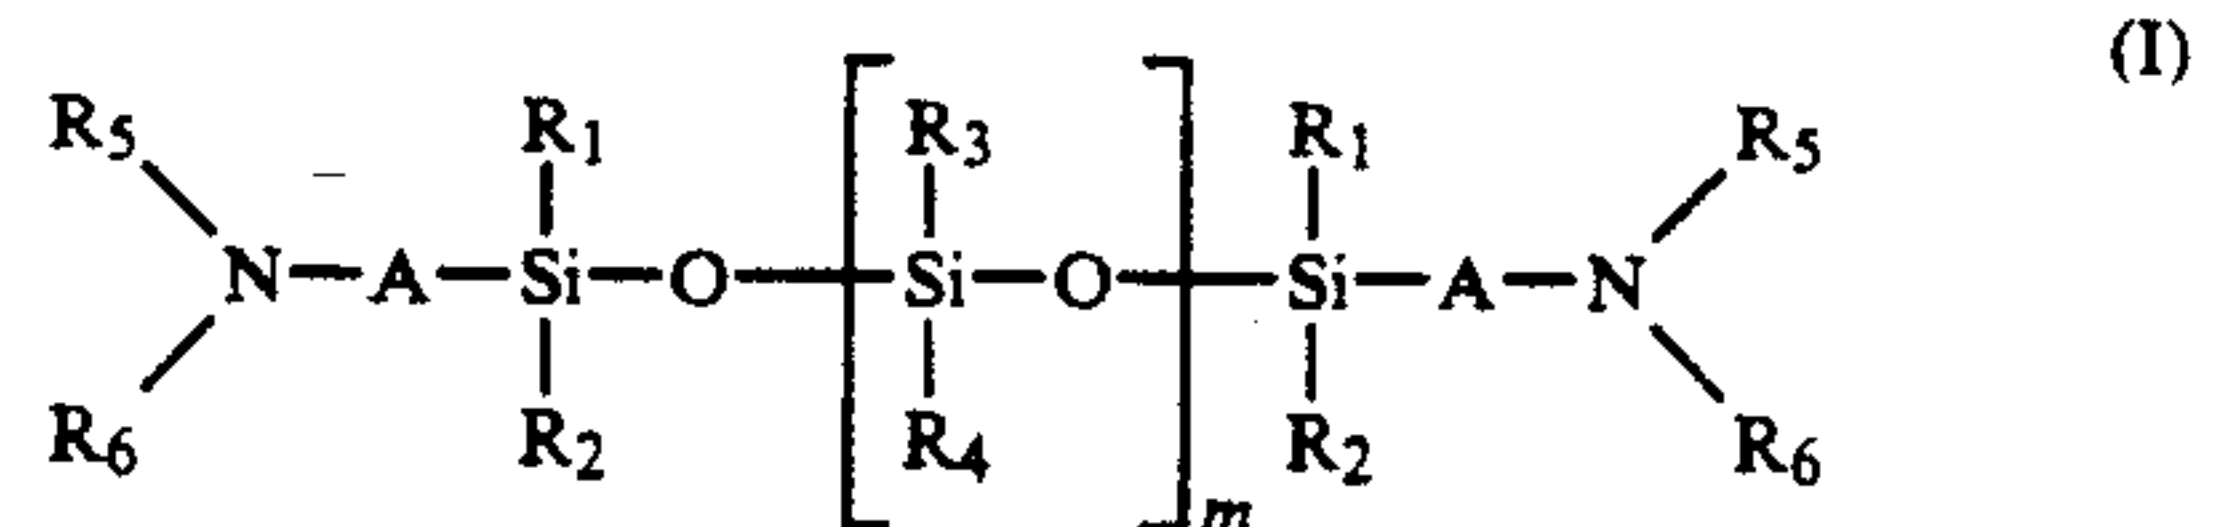 (I)
R5 R1 R3 R1 R5
N—A—Si—O—[Si—O]m—Si—A—N
R6 R2 R4 R2 R6